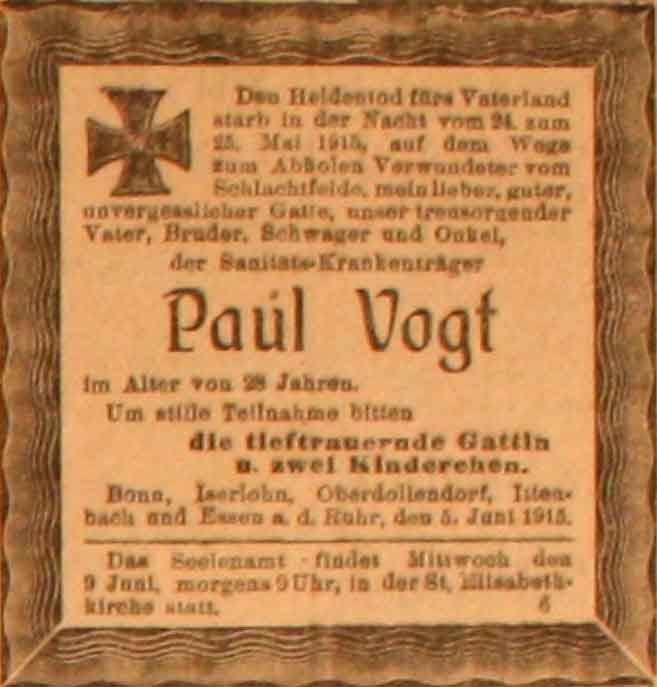 Den Heldentod fürs Vaterland
starb in der Nacht vom 24. zum
25. Mai 1915, auf dem Wege
zum Abholen Verwundeter vom
Schlachtfelde, mein lieber, guter,
unvergesslicher Gatte, unser treusorgender
Vater, Bruder, Schwager und Onkel,
der Sanitäts-Krankenträger
Paul Vogt
im Alter von 28 Jahren.
Um stille Teilnahme bitten
die tieftrauernde Gattin
u. zwei Kinderchen.
Bonn, Iserlohn, Oberdollendorf, Itten-
bach und Essen a. d. Ruhr, den 5. Juni 1915.
Das Seelenamt findet Mittwoch den
9 Juni, morgens 9 Uhr, in der St. Elisabeth-
kirche statt. 6